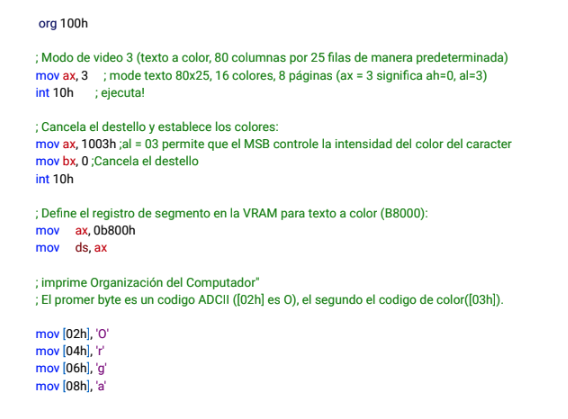 org 100h
; Modo de video 3 (texto a color, 80 columnas por 25 filas de manera predeterminada)
mov ax, 3 ; mode texto 80x25, 16 colores, 8 páginas (ax = 3 significa ah=0, al=3)
int 10h ; ejecuta!
; Cancela el destello y establece los colores:
mov ax, 1003h ;al = 03 permite que el MSB controle la intensidad del color del caracter
mov bx, 0 ;Cancela el destello
int 10h
; Define el registro de segmento en la VRAM para texto a color (B8000):
mov ax, 0b800h
mov ds, ax
; imprime Organización del Computador"
; El promer byte es un codigo ADCII ([02h] es O), el segundo el codigo de color([03h]).
mov [02h], 'O'
mov [04h], 'r'
mov [06h], 'g'
mov [08h], 'a'